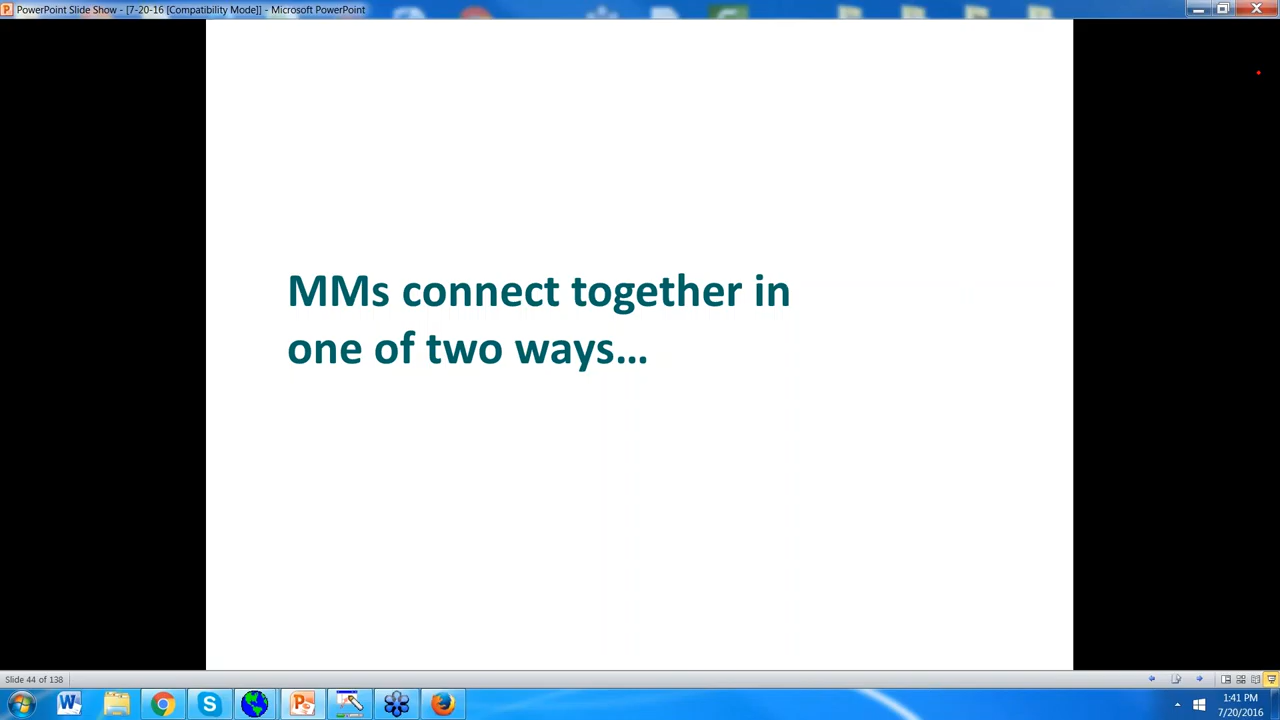 PowerPoint Slide Show - [7-20-16 [Compatibility Mode]] - Microsoft PowerPoint
MMs connect together in
one of two ways...
Slide 44 of 138
1:41 PM
7/20/2016